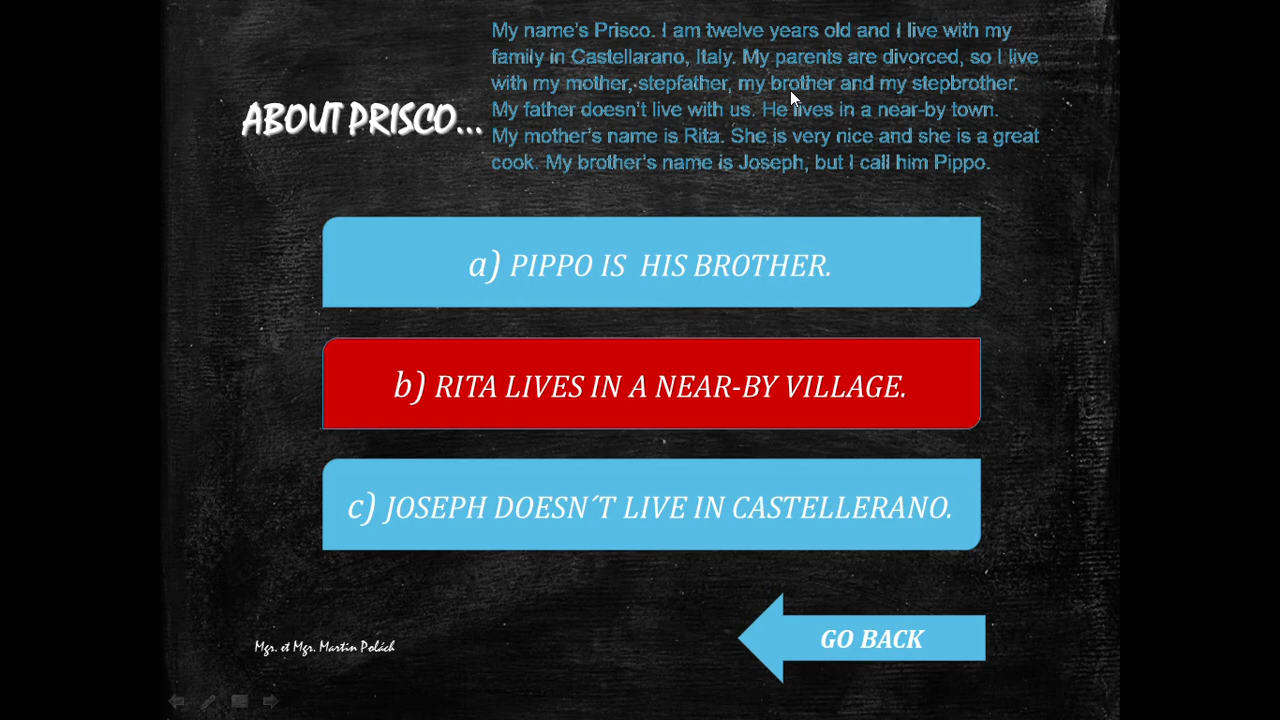 My name's Prisco. I am twelve years old and I live with my
family in Castellarano, Italy. My parents are divorced, so I live
with my mother, stepfather, my brother and my stepbrother.
My father doesn't live with us. He lives in a near-by town.
My mother's name is Rita. She is very nice and she is a great
cook. My brother's name is Joseph, but I call him Pippo.
ABOUT PRISCO...
a) PIPPO IS HIS BROTHER.
b) RITA LIVES IN A NEAR-BY VILLAGE.
c) JOSEPH DOESN´T LIVE IN CASTELLERANO.
GO BACK
Mgr. et Mgr. Martin Polách